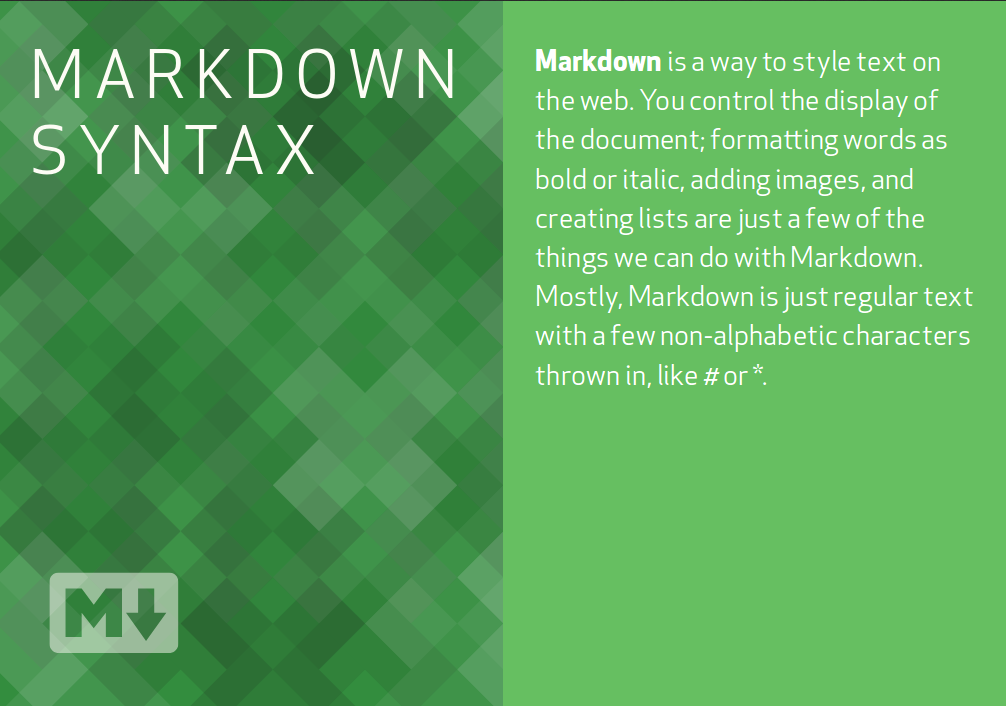 MARKDOWN
SYNTAX
Markdown is a way to style text on
the web. You control the display of
the document; formatting words as
bold or italic, adding images, and
creating lists are just a few of the
things we can do with Markdown.
Mostly, Markdown is just regular text
with a few non-alphabetic characters
thrown in, like # or *.
M